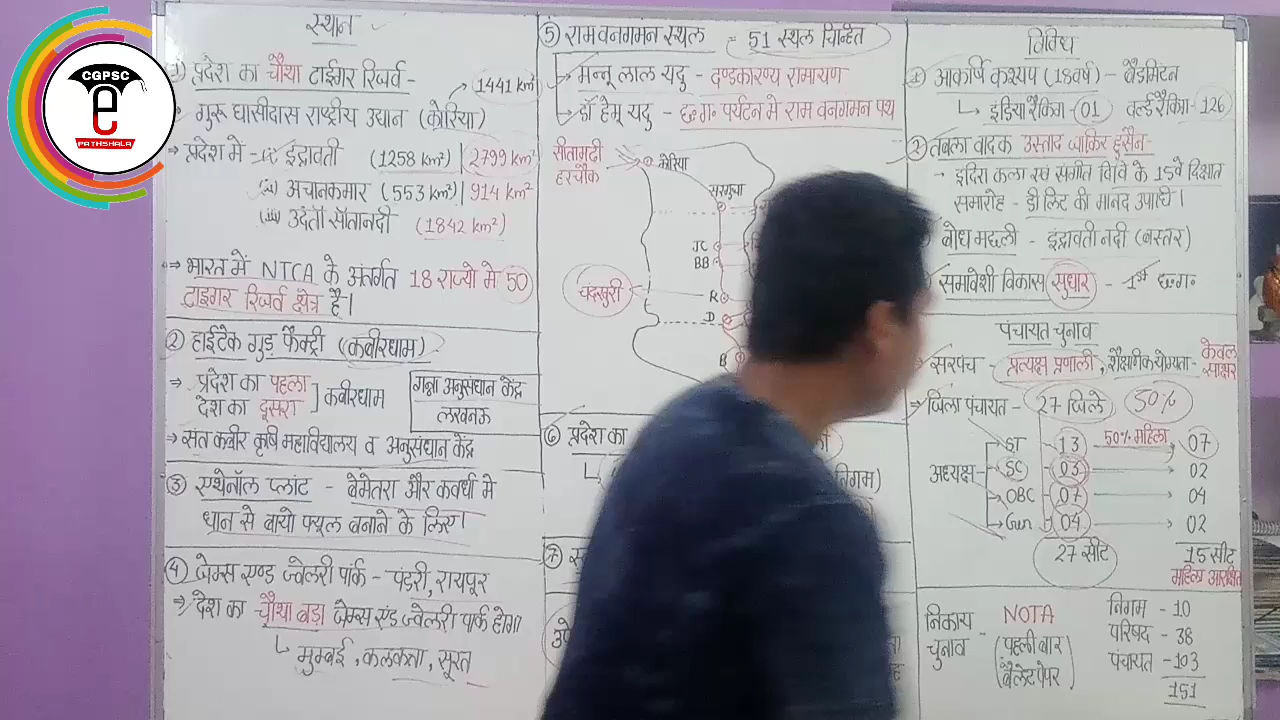 CGPSC
e
PATHSHALA
स्थान
① प्रदेश का चौथा टाईगर रिजर्व -
1441 km²
गुरू घासीदास राष्ट्रीय उद्यान (कोरिया)
→ प्रदेश में - (i) इंद्रावती (1258 km²) | 2799 km²
(ii) अचानकमार (553 km²) | 914 km²
(iii) उदंती सीतानदी (1842 km²)
→ भारत में NTCA के अंतर्गत 18 राज्यो मे 50
टाइगर रिजर्व क्षेत्र है।
② हाईटेक गुड़ फैक्ट्री (कबीरधाम)
→ प्रदेश का पहला
देश का दूसरा ] कबीरधाम
गन्ना अनुसंधान केंद्र
लखनऊ
→ संत कबीर कृषि महाविद्यालय व अनुसंधान केंद्र
③ एथेनॉल प्लांट - बेमेतरा और कवर्धा मे
धान से बायो फ्यूल बनाने के लिए।
④ जेम्स एण्ड ज्वेलरी पार्क - पंडरी, रायपूर
→ देश का चौथा बड़ा जेम्स एंड ज्वेलरी पार्क होगा
↳ मुम्बई, कलकत्ता, सूरत
⑤ राम वनगमन स्थल = 51 स्थल चिन्हित
→ मन्नू लाल यदु - दण्डकारण्य रामायण
→ डॉ हेमू यदु - छ.ग. पर्यटन मे राम वनगमन पथ
सीतामढ़ी
हरचौक
कोरिया
सरगुजा
JC
BB
चंदखुरी
R
D
B
⑥ प्रदेश का
निगम)
⑦
विविध
① आकर्षि कश्यप (18 वर्ष) - बैडमिंटन
↳ इंडिया रैंकिंग - 01 वर्ल्ड रैंकिंग - 126
② तबला वादक उस्ताद जाकिर हुसैन -
- इंदिरा कला एवं संगीत वि.वि के 15वे दिक्षांत
समारोह - डी लिट की मानद उपाधि।
बोध मछली - इंद्रावती नदी (बस्तर)
समावेशी विकास सुधार - 1st छ.ग.
पंचायत चुनाव
→ सरपंच - प्रत्यक्ष प्रणाली, शैक्षणिक योग्यता - केवल साक्षर
→ जिला पंचायत - 27 जिले 50%
अध्यक्ष
ST 13 50% महिला 07
SC 03 → 02
OBC 07 → 04
Gen 04 → 02
27 सीट 15 सीट
महिला आरक्षित
निकाय चुनाव - NOTA
(पहली बार
बैलेट पेपर)
निगम - 10
परिषद - 38
पंचायत - 103
151